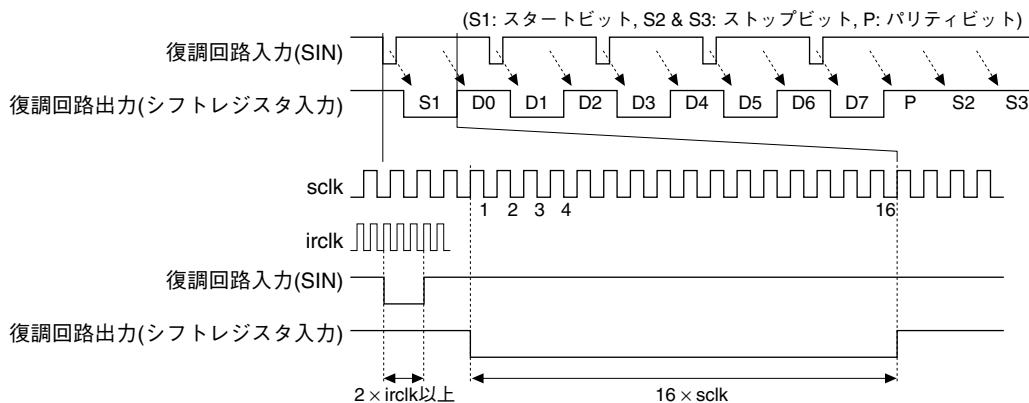 (S1: スタートビット, S2 & S3: ストップビット, P: パリティビット)
復調回路入力(SIN)
復調回路出力(シフトレジスタ入力) S1 D0 D1 D2 D3 D4 D5 D6 D7 P S2 S3
sclk
1 2 3 4 16
irclk
復調回路入力(SIN)
復調回路出力(シフトレジスタ入力)
2 × irclk以上 16 × sclk